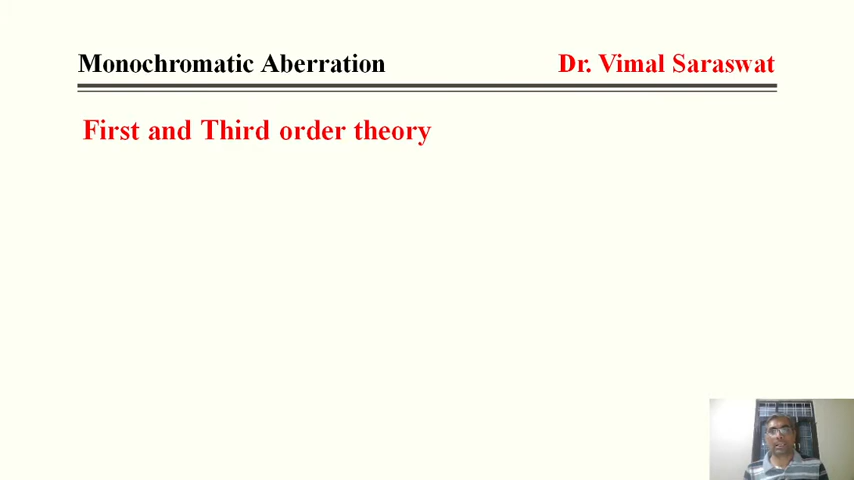 Monochromatic Aberration Dr. Vimal Saraswat
First and Third order theory